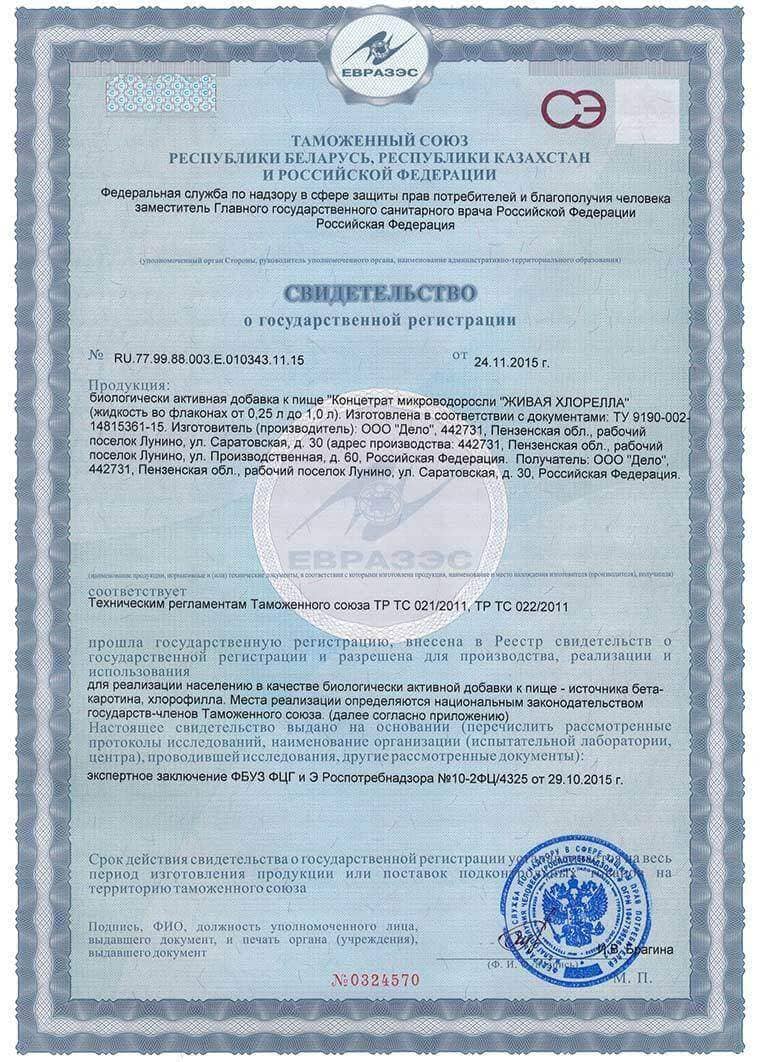 ЕВРАЗЭС
СЭ
ТАМОЖЕННЫЙ СОЮЗ
РЕСПУБЛИКИ БЕЛАРУСЬ, РЕСПУБЛИКИ КАЗАХСТАН
И РОССИЙСКОЙ ФЕДЕРАЦИИ
Федеральная служба по надзору в сфере защиты прав потребителей и благополучия человека
заместитель Главного государственного санитарного врача Российской Федерации
Российская Федерация
(уполномоченный орган Стороны, руководитель уполномоченного органа, наименование административно-территориального образования)
СВИДЕТЕЛЬСТВО
о государственной регистрации
№ RU.77.99.88.003.Е.010343.11.15 от 24.11.2015 г.
Продукция:
биологически активная добавка к пище "Концетрат микроводоросли "ЖИВАЯ ХЛОРЕЛЛА"
(жидкость во флаконах от 0,25 л до 1,0 л). Изготовлена в соответствии с документами: ТУ 9190-002-
14815361-15. Изготовитель (производитель): ООО "Дело", 442731, Пензенская обл., рабочий
поселок Лунино, ул. Саратовская, д. 30 (адрес производства: 442731, Пензенская обл., рабочий
поселок Лунино, ул. Производственная, д. 60, Российская Федерация. Получатель: ООО "Дело",
442731, Пензенская обл., рабочий поселок Лунино, ул. Саратовская, д. 30, Российская Федерация.
ЕВРАЗЭС
(наименование продукции, нормативные и (или) технические документы, в соответствии с которыми изготовлена продукция, наименование и место нахождения изготовителя (производителя), получателя)
соответствует
Техническим регламентам Таможенного союза ТР ТС 021/2011, ТР ТС 022/2011
прошла государственную регистрацию, внесена в Реестр свидетельств о
государственной регистрации и разрешена для производства, реализации и
использования
для реализации населению в качестве биологически активной добавки к пище - источника бета-
каротина, хлорофилла. Места реализации определяются национальным законодательством
государств-членов Таможенного союза. (далее согласно приложению)
Настоящее свидетельство выдано на основании (перечислить рассмотренные
протоколы исследований, наименование организации (испытательной лаборатории,
центра), проводившей исследования, другие рассмотренные документы):
экспертное заключение ФБУЗ ФЦГ и Э Роспотребнадзора №10-2ФЦ/4325 от 29.10.2015 г.
Срок действия свидетельства о государственной регистрации на весь
период изготовления продукции или поставок на
территорию таможенного союза
Подпись, ФИО, должность уполномоченного лица,
выдавшего документ, и печать органа (учреждения),
выдавшего документ
И.В. Брагина
(Ф. И.
М. П.
№0324570